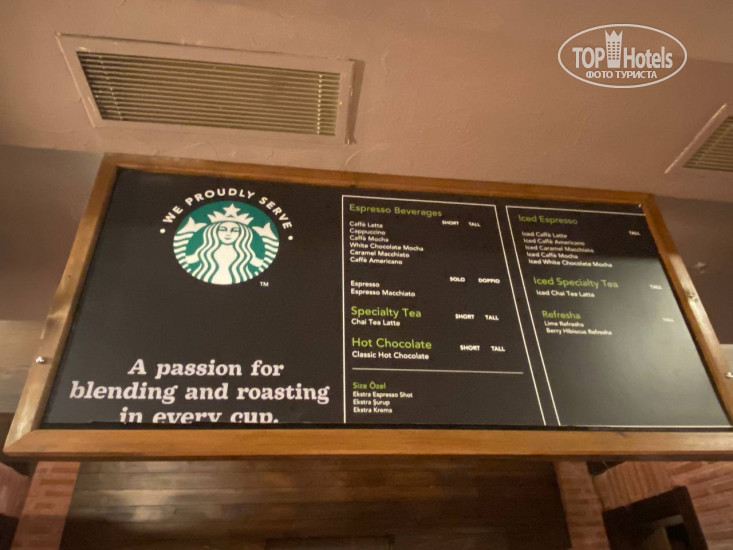 TOP Hotels
ФОТО ТУРИСТА
• WE PROUDLY SERVE •
TM
A passion for
blending and roasting
in every cup.
Espresso Beverages
SHORT TALL
Caffè Latte
Cappuccino
Caffè Mocha
White Chocolate Mocha
Caramel Macchiato
Caffè Americano
SOLO DOPPIO
Espresso
Espresso Macchiato
Specialty Tea SHORT TALL
Chai Tea Latte
Hot Chocolate SHORT TALL
Classic Hot Chocolate
Size Özel
Ekstra Espresso Shot
Ekstra Şurup
Ekstra Krema
Iced Espresso
TALL
Iced Caffè Latte
Iced Caffè Americano
Iced Caramel Macchiato
Iced Caffè Mocha
Iced White Chocolate Mocha
Iced Specialty Tea TALL
Iced Chai Tea Latte
Refresha TALL
Lime Refresha
Berry Hibiscus Refresha